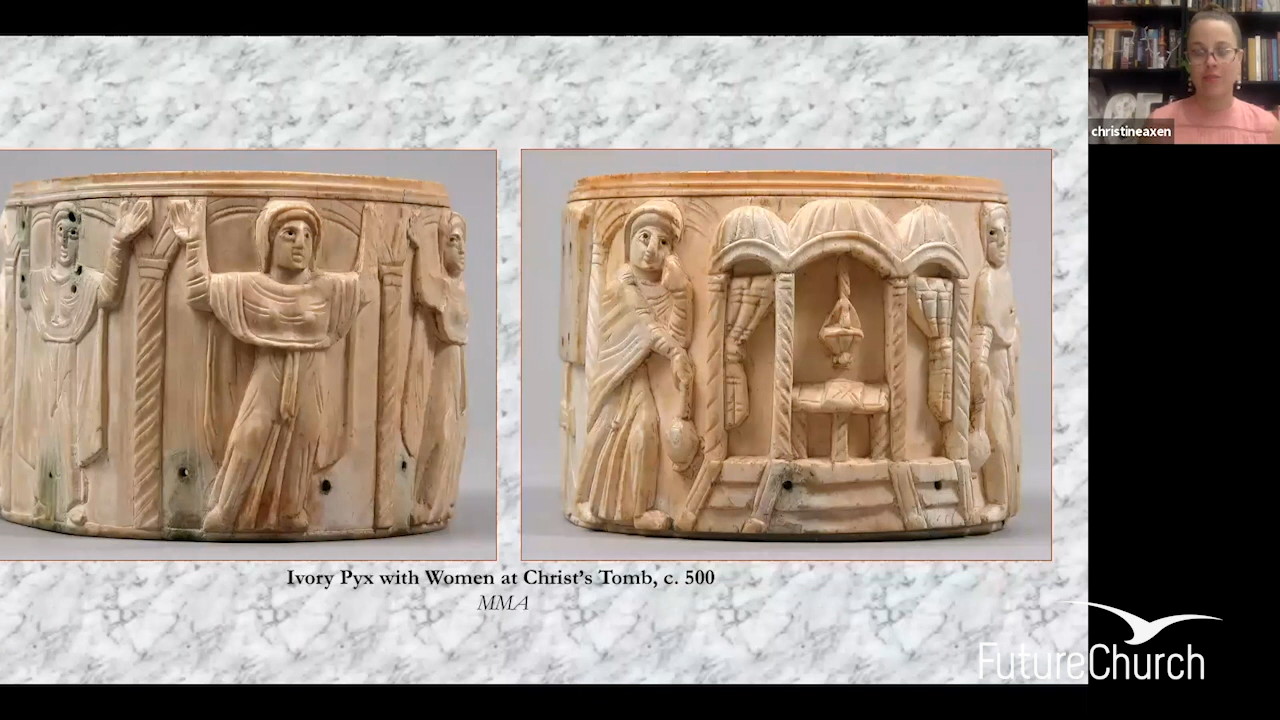 christineaxen
Ivory Pyx with Women at Christ's Tomb, c. 500
MMA
FutureChurch